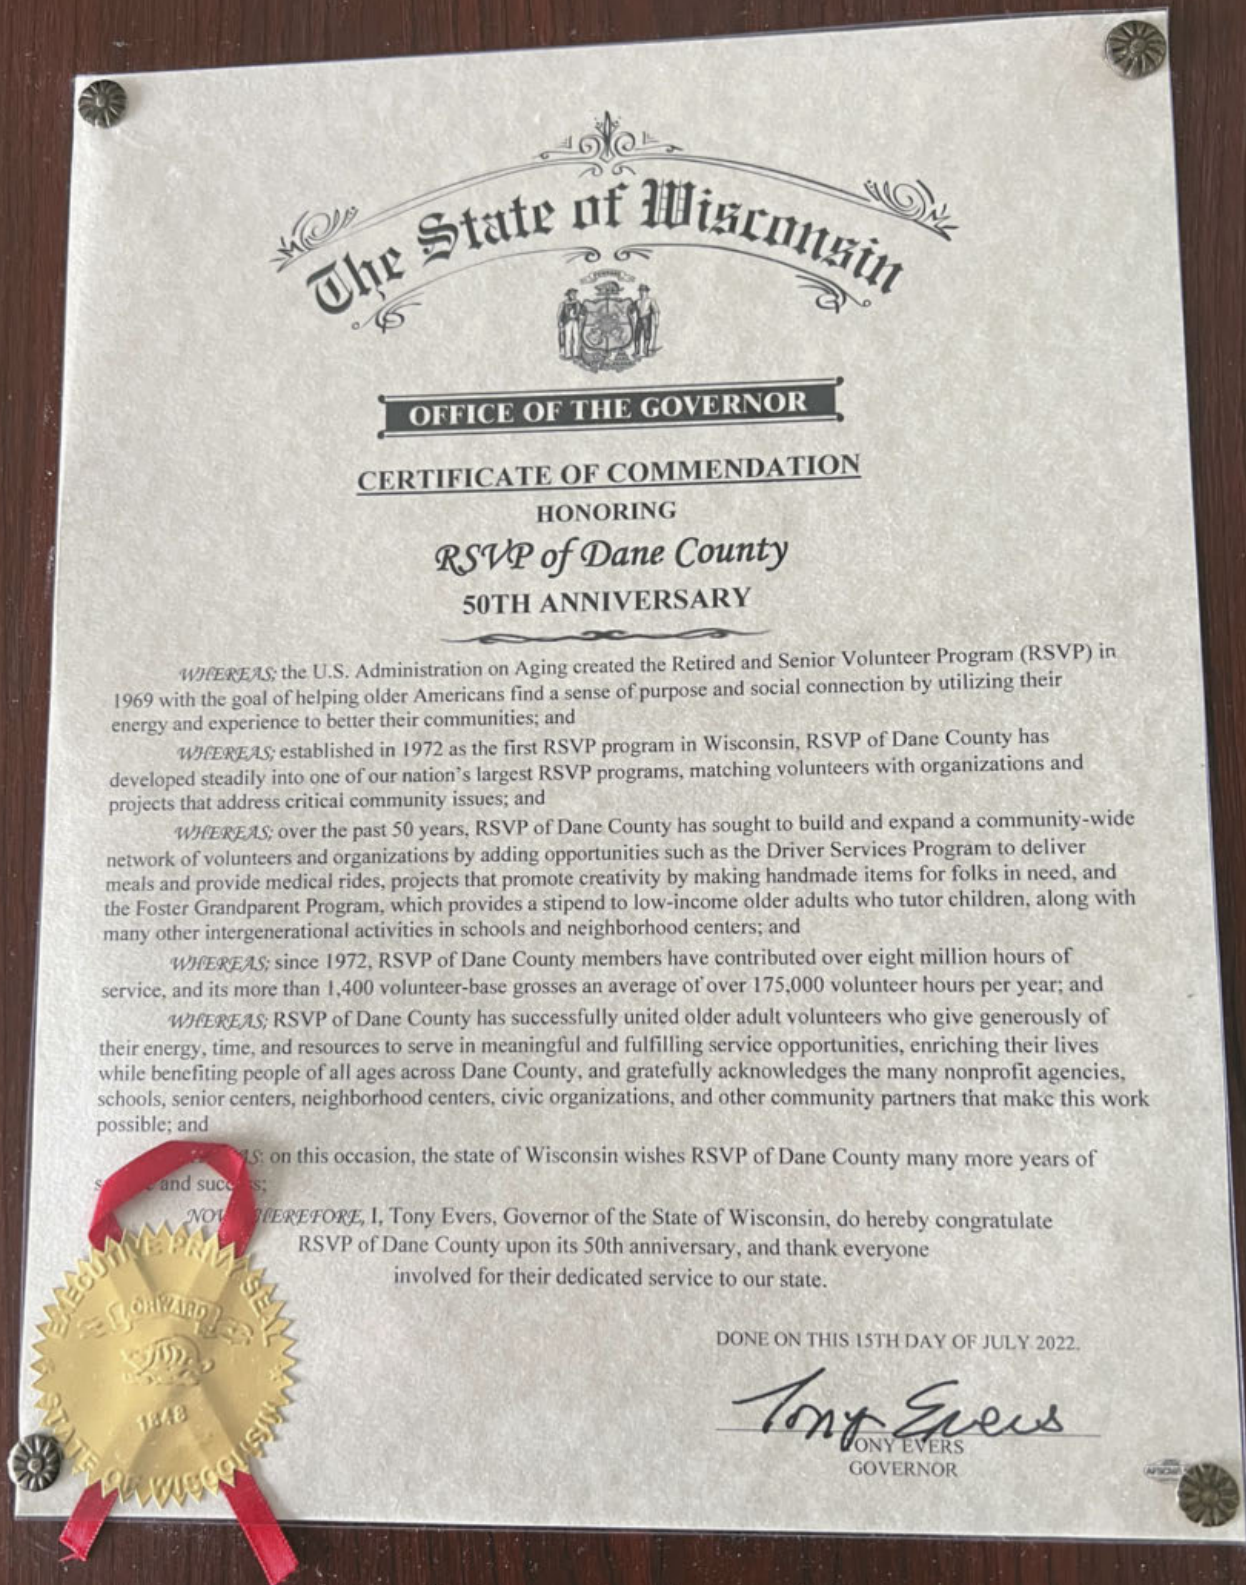 The State of Wisconsin
OFFICE OF THE GOVERNOR
CERTIFICATE OF COMMENDATION
HONORING
RSVP of Dane County
50TH ANNIVERSARY
WHEREAS; the U.S. Administration on Aging created the Retired and Senior Volunteer Program (RSVP) in
1969 with the goal of helping older Americans find a sense of purpose and social connection by utilizing their
energy and experience to better their communities; and
WHEREAS; established in 1972 as the first RSVP program in Wisconsin, RSVP of Dane County has
developed steadily into one of our nation's largest RSVP programs, matching volunteers with organizations and
projects that address critical community issues; and
WHEREAS; over the past 50 years, RSVP of Dane County has sought to build and expand a community-wide
network of volunteers and organizations by adding opportunities such as the Driver Services Program to deliver
meals and provide medical rides, projects that promote creativity by making handmade items for folks in need, and
the Foster Grandparent Program, which provides a stipend to low-income older adults who tutor children, along with
many other intergenerational activities in schools and neighborhood centers; and
WHEREAS; since 1972, RSVP of Dane County members have contributed over eight million hours of
service, and its more than 1,400 volunteer-base grosses an average of over 175,000 volunteer hours per year; and
WHEREAS; RSVP of Dane County has successfully united older adult volunteers who give generously of
their energy, time, and resources to serve in meaningful and fulfilling service opportunities, enriching their lives
while benefiting people of all ages across Dane County, and gratefully acknowledges the many nonprofit agencies,
schools, senior centers, neighborhood centers, civic organizations, and other community partners that make this work
possible; and
on this occasion, the state of Wisconsin wishes RSVP of Dane County many more years of
and
NOW THEREFORE, I, Tony Evers, Governor of the State of Wisconsin, do hereby congratulate
RSVP of Dane County upon its 50th anniversary, and thank everyone
involved for their dedicated service to our state.
DONE ON THIS 15TH DAY OF JULY 2022.
Tony Evers
TONY EVERS
GOVERNOR
EXECUTIVE PRIVY SEAL
FORWARD
1848
STATE OF WISCONSIN